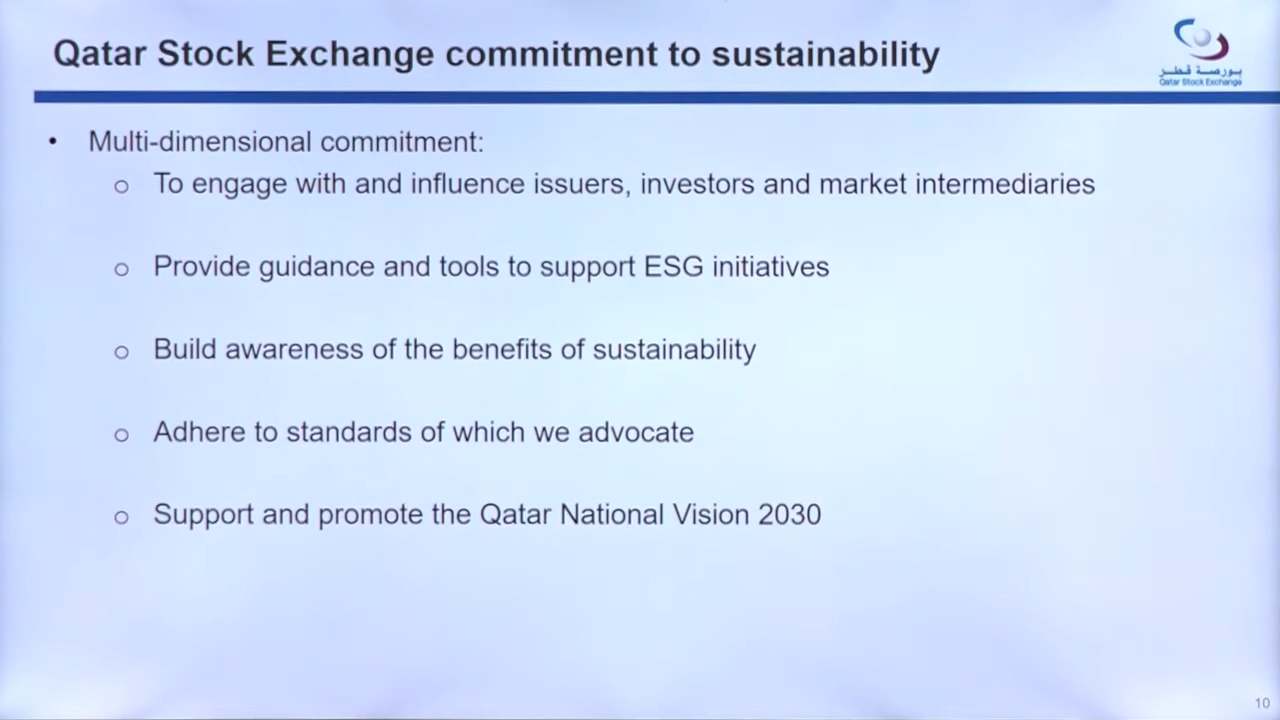 Qatar Stock Exchange commitment to sustainability
بورصة قطر
Qatar Stock Exchange
• Multi-dimensional commitment:
o To engage with and influence issuers, investors and market intermediaries
o Provide guidance and tools to support ESG initiatives
o Build awareness of the benefits of sustainability
o Adhere to standards of which we advocate
o Support and promote the Qatar National Vision 2030
10